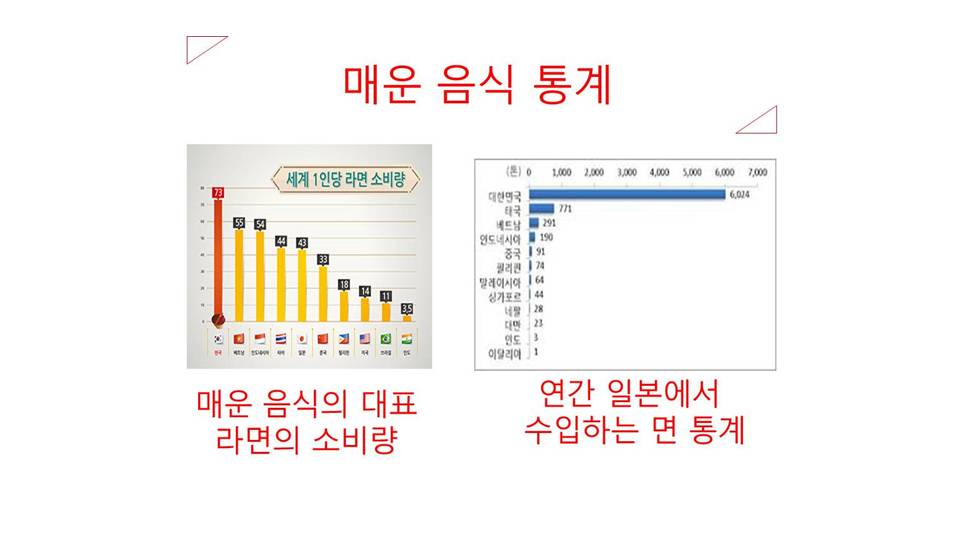 매운 음식 통계
세계 1인당 라면 소비량
80
73
55
54
44
43
33
18
14
11
3,5
한국 베트남 인도네시아 태국 일본 중국 필리핀 미국 브라질 인도
매운 음식의 대표
라면의 소비량
(톤) 0 1,000 2,000 3,000 4,000 5,000 6,000 7,000
대한민국 6,024
태국 771
베트남 291
인도네시아 190
중국 91
필리핀 74
말레이시아 64
싱가포르 44
네팔 28
대만 23
인도 3
이탈리아 1
연간 일본에서
수입하는 면 통계